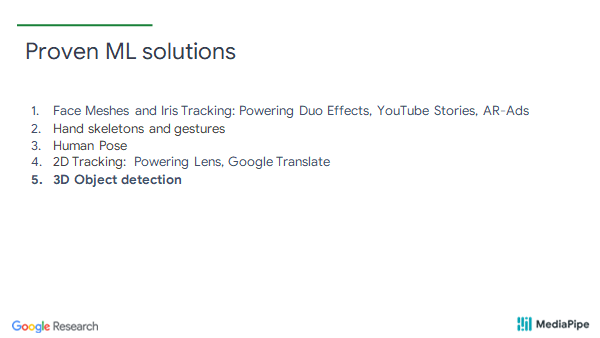 Proven ML solutions
1. Face Meshes and Iris Tracking: Powering Duo Effects, YouTube Stories, AR-Ads
2. Hand skeletons and gestures
3. Human Pose
4. 2D Tracking: Powering Lens, Google Translate
5. 3D Object detection
Google Research
MediaPipe